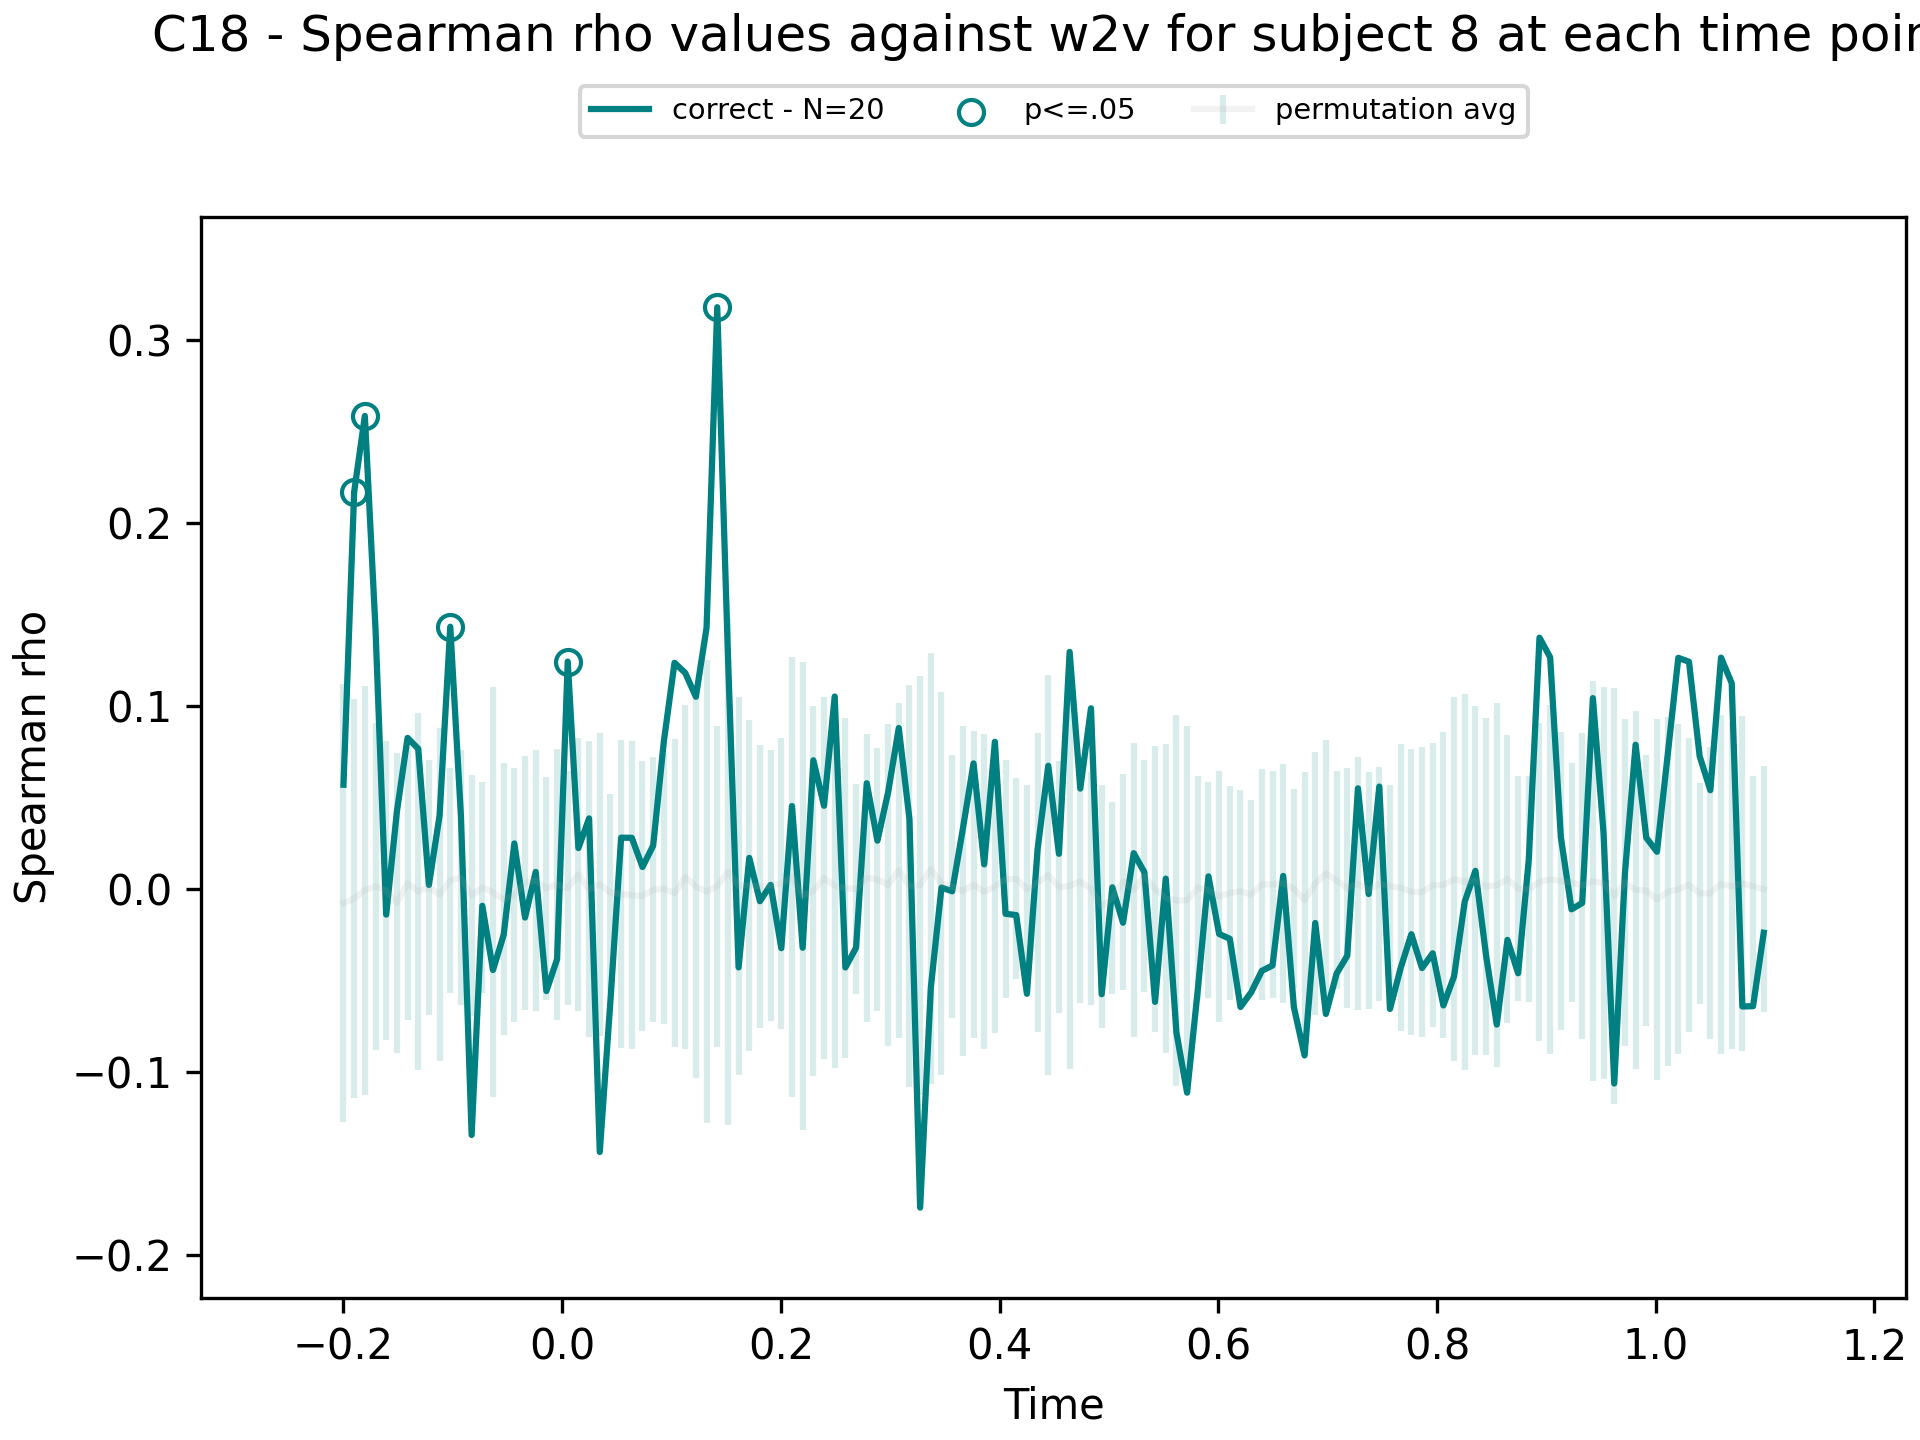 C18 - Spearman rho values against w2v for subject 8 at each time poin
correct - N=20
p<=.05
permutation avg
0.3
0.2
0.1
0.0
−0.1
−0.2
Spearman rho
−0.2
0.0
0.2
0.4
0.6
0.8
1.0
1.2
Time